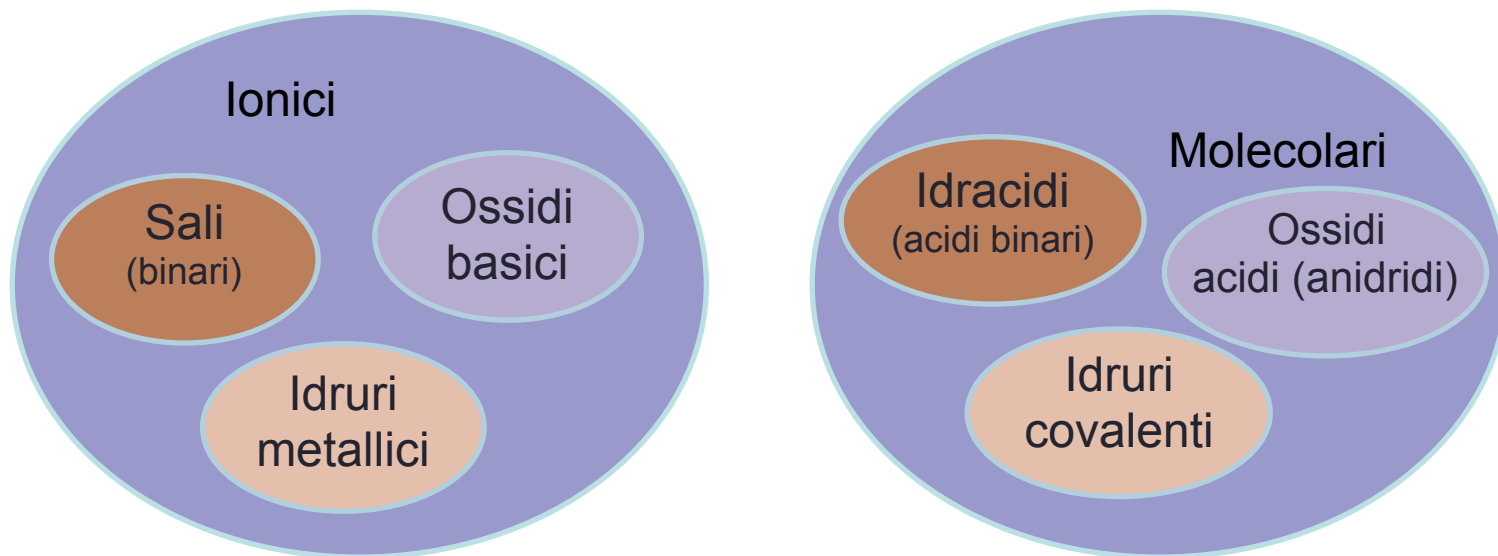 Ionici
Sali
(binari)
Ossidi
basici
Idruri
metallici
Molecolari
Idracidi
(acidi binari)
Ossidi
acidi (anidridi)
Idruri
covalenti